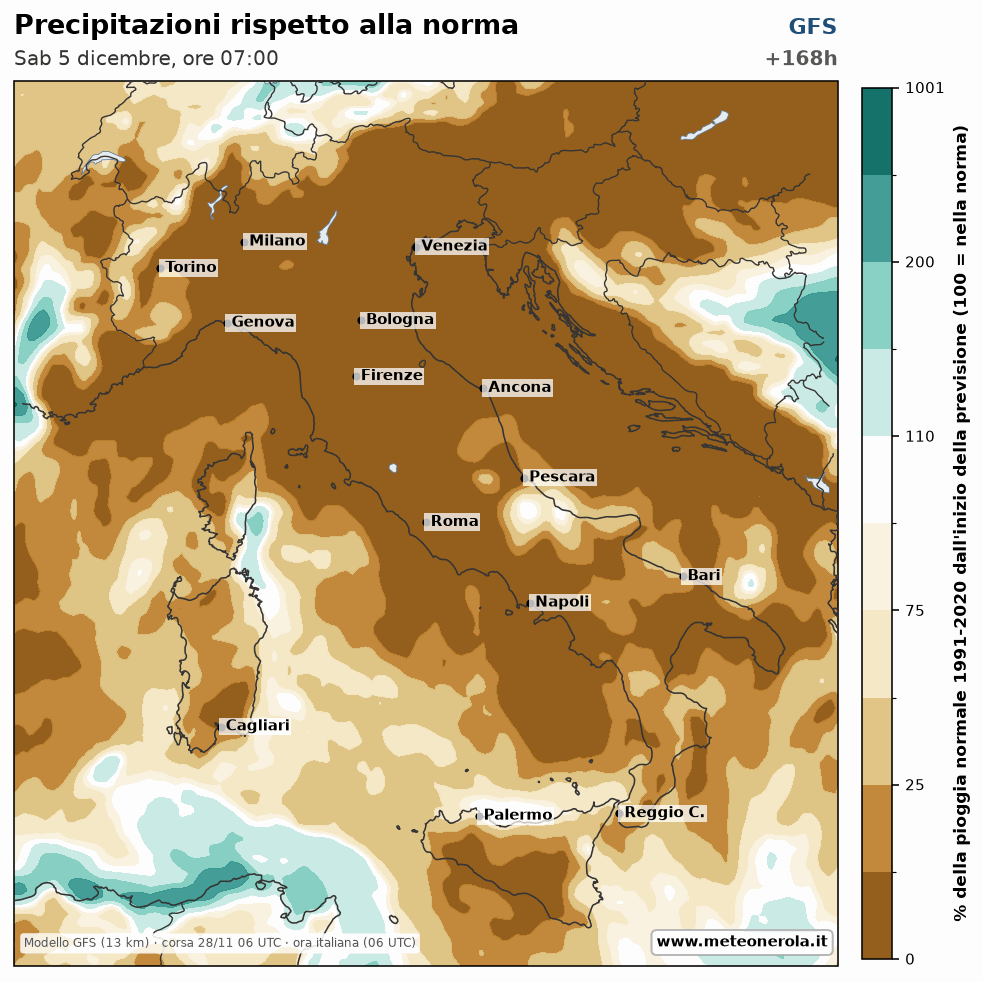 Precipitazioni rispetto alla norma
GFS
Sab 5 dicembre, ore 07:00
+168h
1001
200
110
75
25
0
% della pioggia normale 1991-2020 dall'inizio della previsione (100 = nella norma)
Milano
Venezia
Torino
Genova
Bologna
Firenze
Ancona
Pescara
Roma
Bari
Napoli
Cagliari
Palermo
Reggio C.
Modello GFS (13 km) · corsa 28/11 06 UTC · ora italiana (06 UTC)
www.meteonerola.it